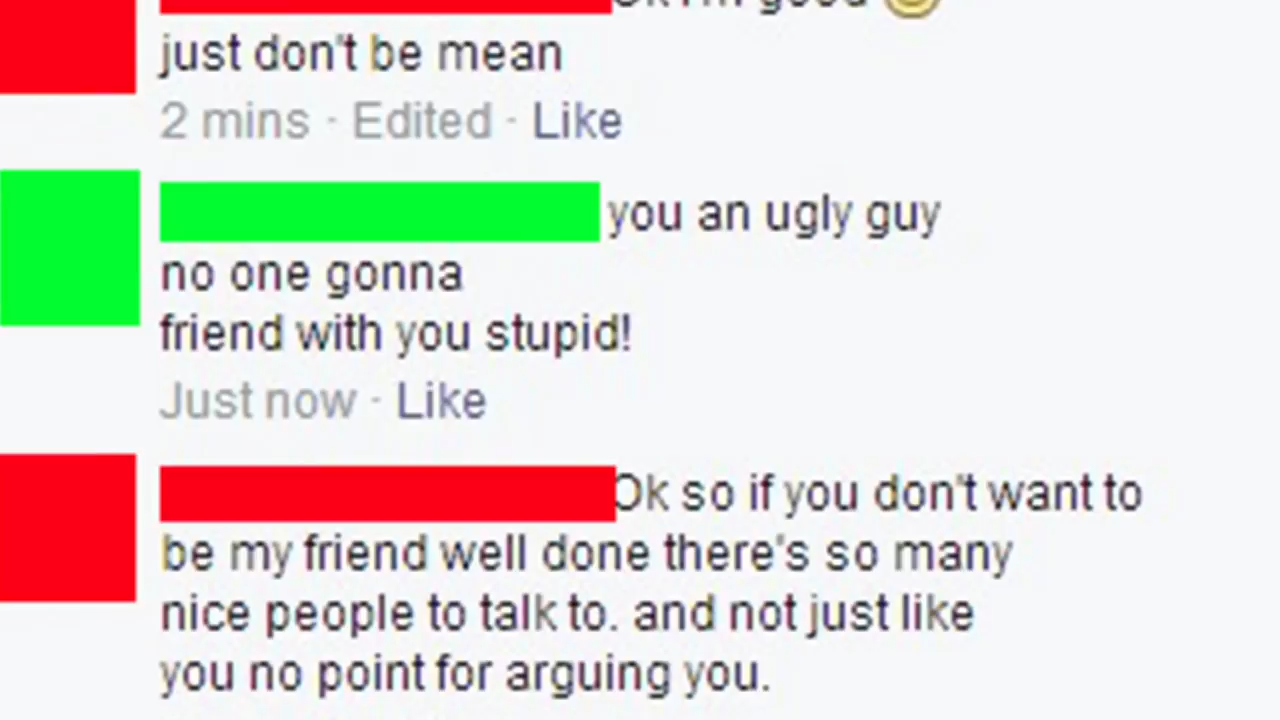 just don't be mean
2 mins · Edited · Like
you an ugly guy
no one gonna
friend with you stupid!
Just now · Like
Ok so if you don't want to
be my friend well done there's so many
nice people to talk to. and not just like
you no point for arguing you.